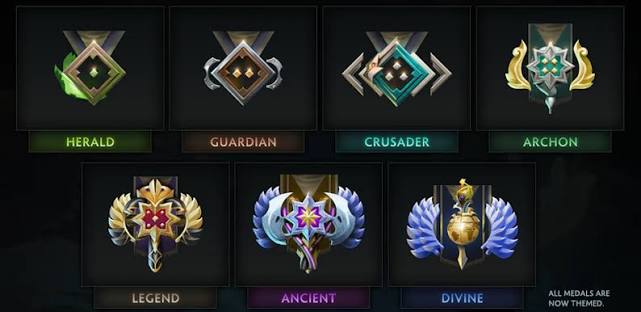 HERALD
GUARDIAN
CRUSADER
ARCHON
LEGEND
ANCIENT
DIVINE
ALL MEDALS ARE
NOW THEMED.